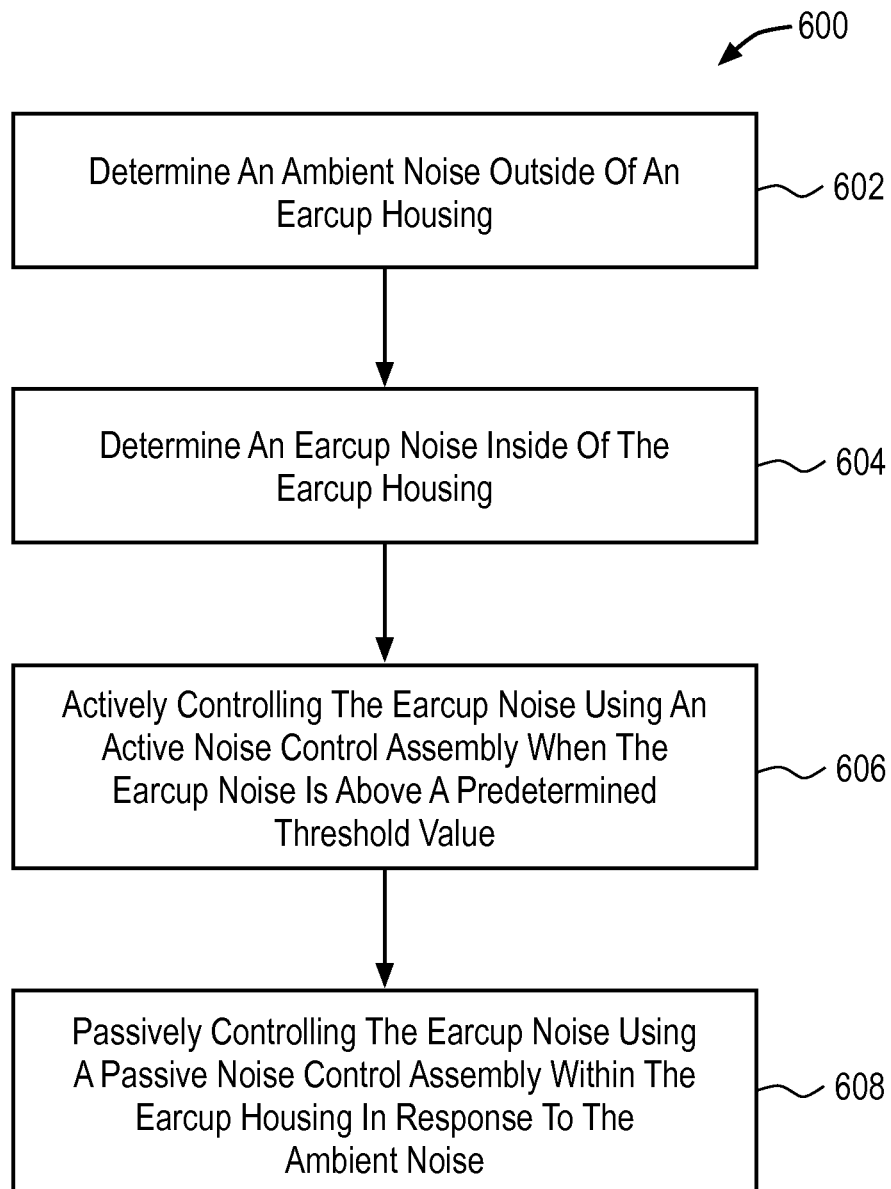 600
Determine An Ambient Noise Outside Of An
Earcup Housing
602
Determine An Earcup Noise Inside Of The
Earcup Housing
604
Actively Controlling The Earcup Noise Using An
Active Noise Control Assembly When The
Earcup Noise Is Above A Predetermined
Threshold Value
606
Passively Controlling The Earcup Noise Using
A Passive Noise Control Assembly Within The
Earcup Housing In Response To The
Ambient Noise
608